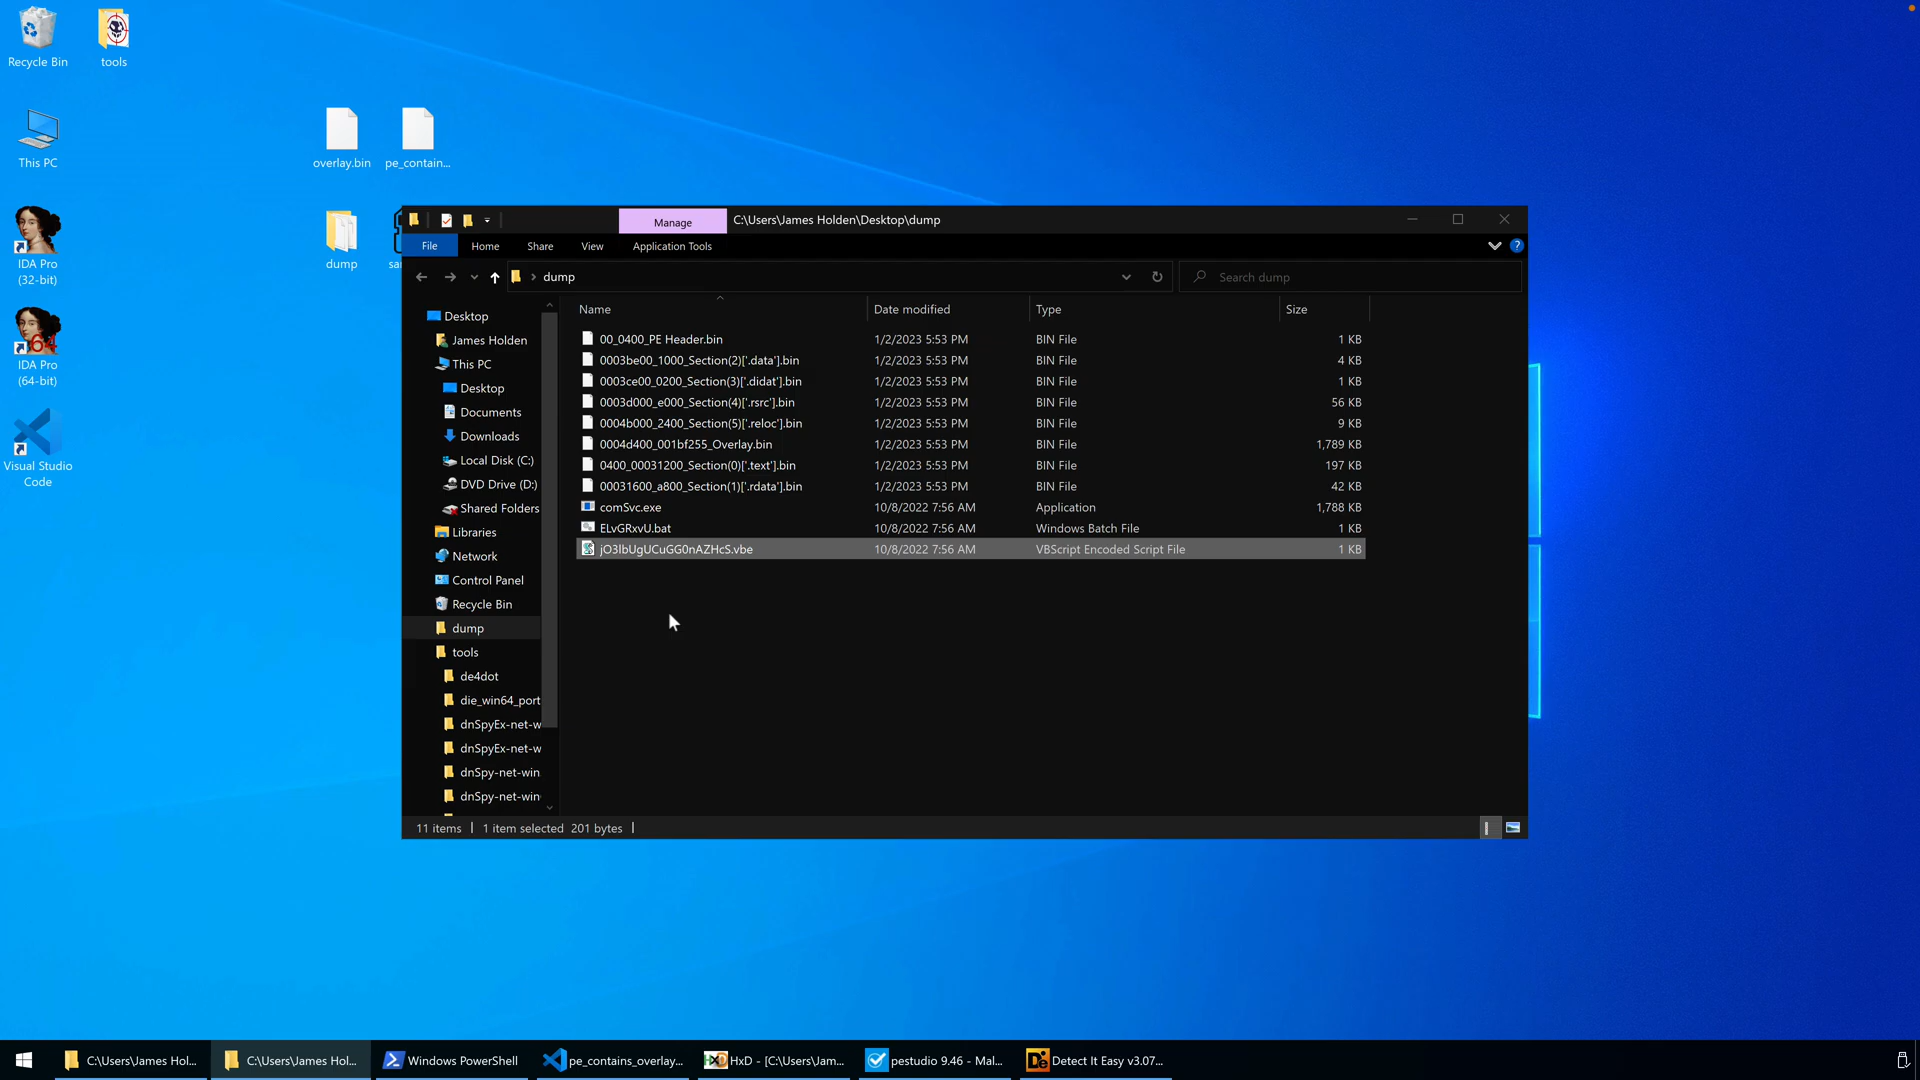 Recycle Bin
tools
This PC
overlay.bin
pe_contain...
IDA Pro
(32-bit)
dump
IDA Pro
(64-bit)
64
Visual Studio
Code
Manage
C:\Users\James Holden\Desktop\dump
File
Home
Share
View
Application Tools
dump
Search dump
Desktop
James Holden
This PC
Desktop
Documents
Downloads
Local Disk (C:)
DVD Drive (D:)
Shared Folders
Libraries
Network
Control Panel
Recycle Bin
dump
tools
de4dot
die_win64_port
dnSpyEx-net-w
dnSpyEx-net-w
dnSpy-net-win
dnSpy-net-win
Name Date modified Type Size
00_0400_PE Header.bin 1/2/2023 5:53 PM BIN File 1 KB
0003be00_1000_Section(2)['.data'].bin 1/2/2023 5:53 PM BIN File 4 KB
0003ce00_0200_Section(3)['.didat'].bin 1/2/2023 5:53 PM BIN File 1 KB
0003d000_e000_Section(4)['.rsrc'].bin 1/2/2023 5:53 PM BIN File 56 KB
0004b000_2400_Section(5)['.reloc'].bin 1/2/2023 5:53 PM BIN File 9 KB
0004d400_001bf255_Overlay.bin 1/2/2023 5:53 PM BIN File 1,789 KB
0400_00031200_Section(0)['.text'].bin 1/2/2023 5:53 PM BIN File 197 KB
00031600_a800_Section(1)['.rdata'].bin 1/2/2023 5:53 PM BIN File 42 KB
comSvc.exe 10/8/2022 7:56 AM Application 1,788 KB
ELvGRxvU.bat 10/8/2022 7:56 AM Windows Batch File 1 KB
jO3lbUgUCuGG0nAZHcS.vbe 10/8/2022 7:56 AM VBScript Encoded Script File 1 KB
11 items 1 item selected 201 bytes
C:\Users\James Hol...
C:\Users\James Hol...
Windows PowerShell
pe_contains_overlay...
HxD - [C:\Users\Jam...
pestudio 9.46 - Mal...
Detect It Easy v3.07...